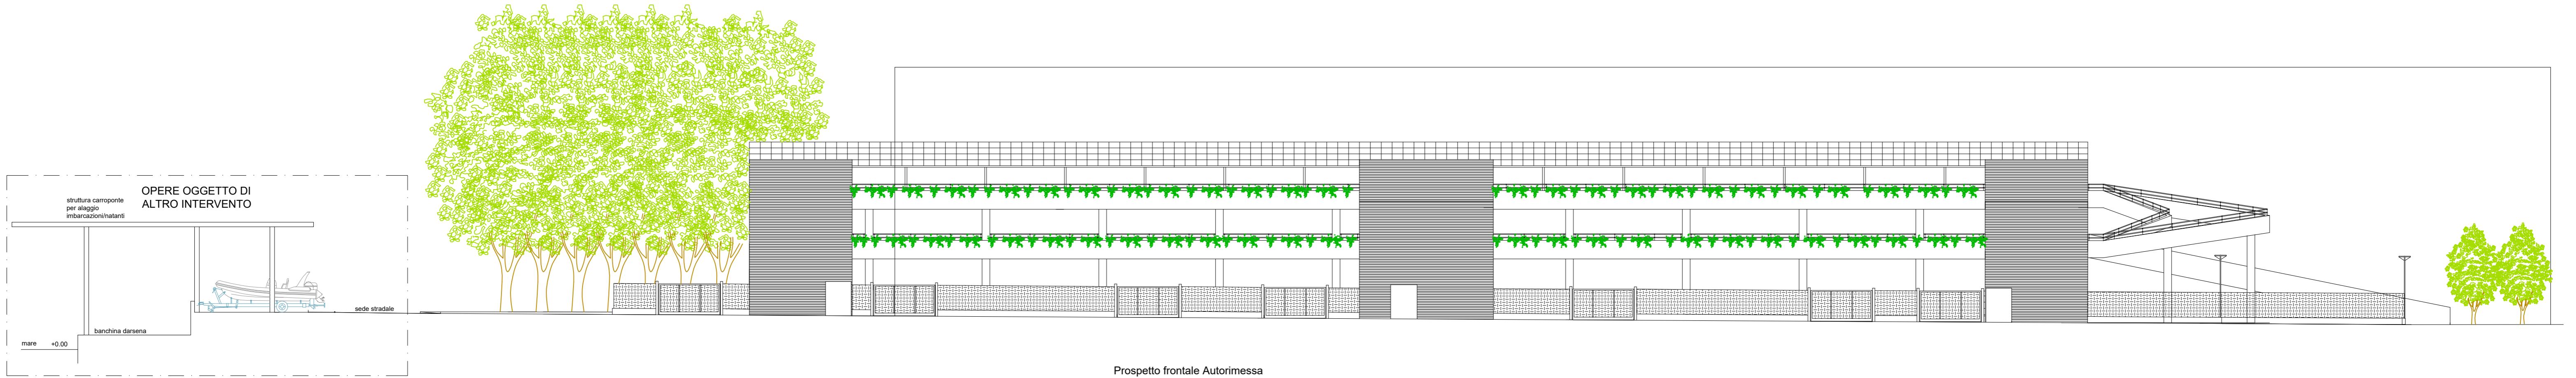 OPERE OGGETTO DI
ALTRO INTERVENTO
struttura carroponte
per alaggio
imbarcazioni/natanti
sede stradale
banchina darsena
mare +0.00
Prospetto frontale Autorimessa